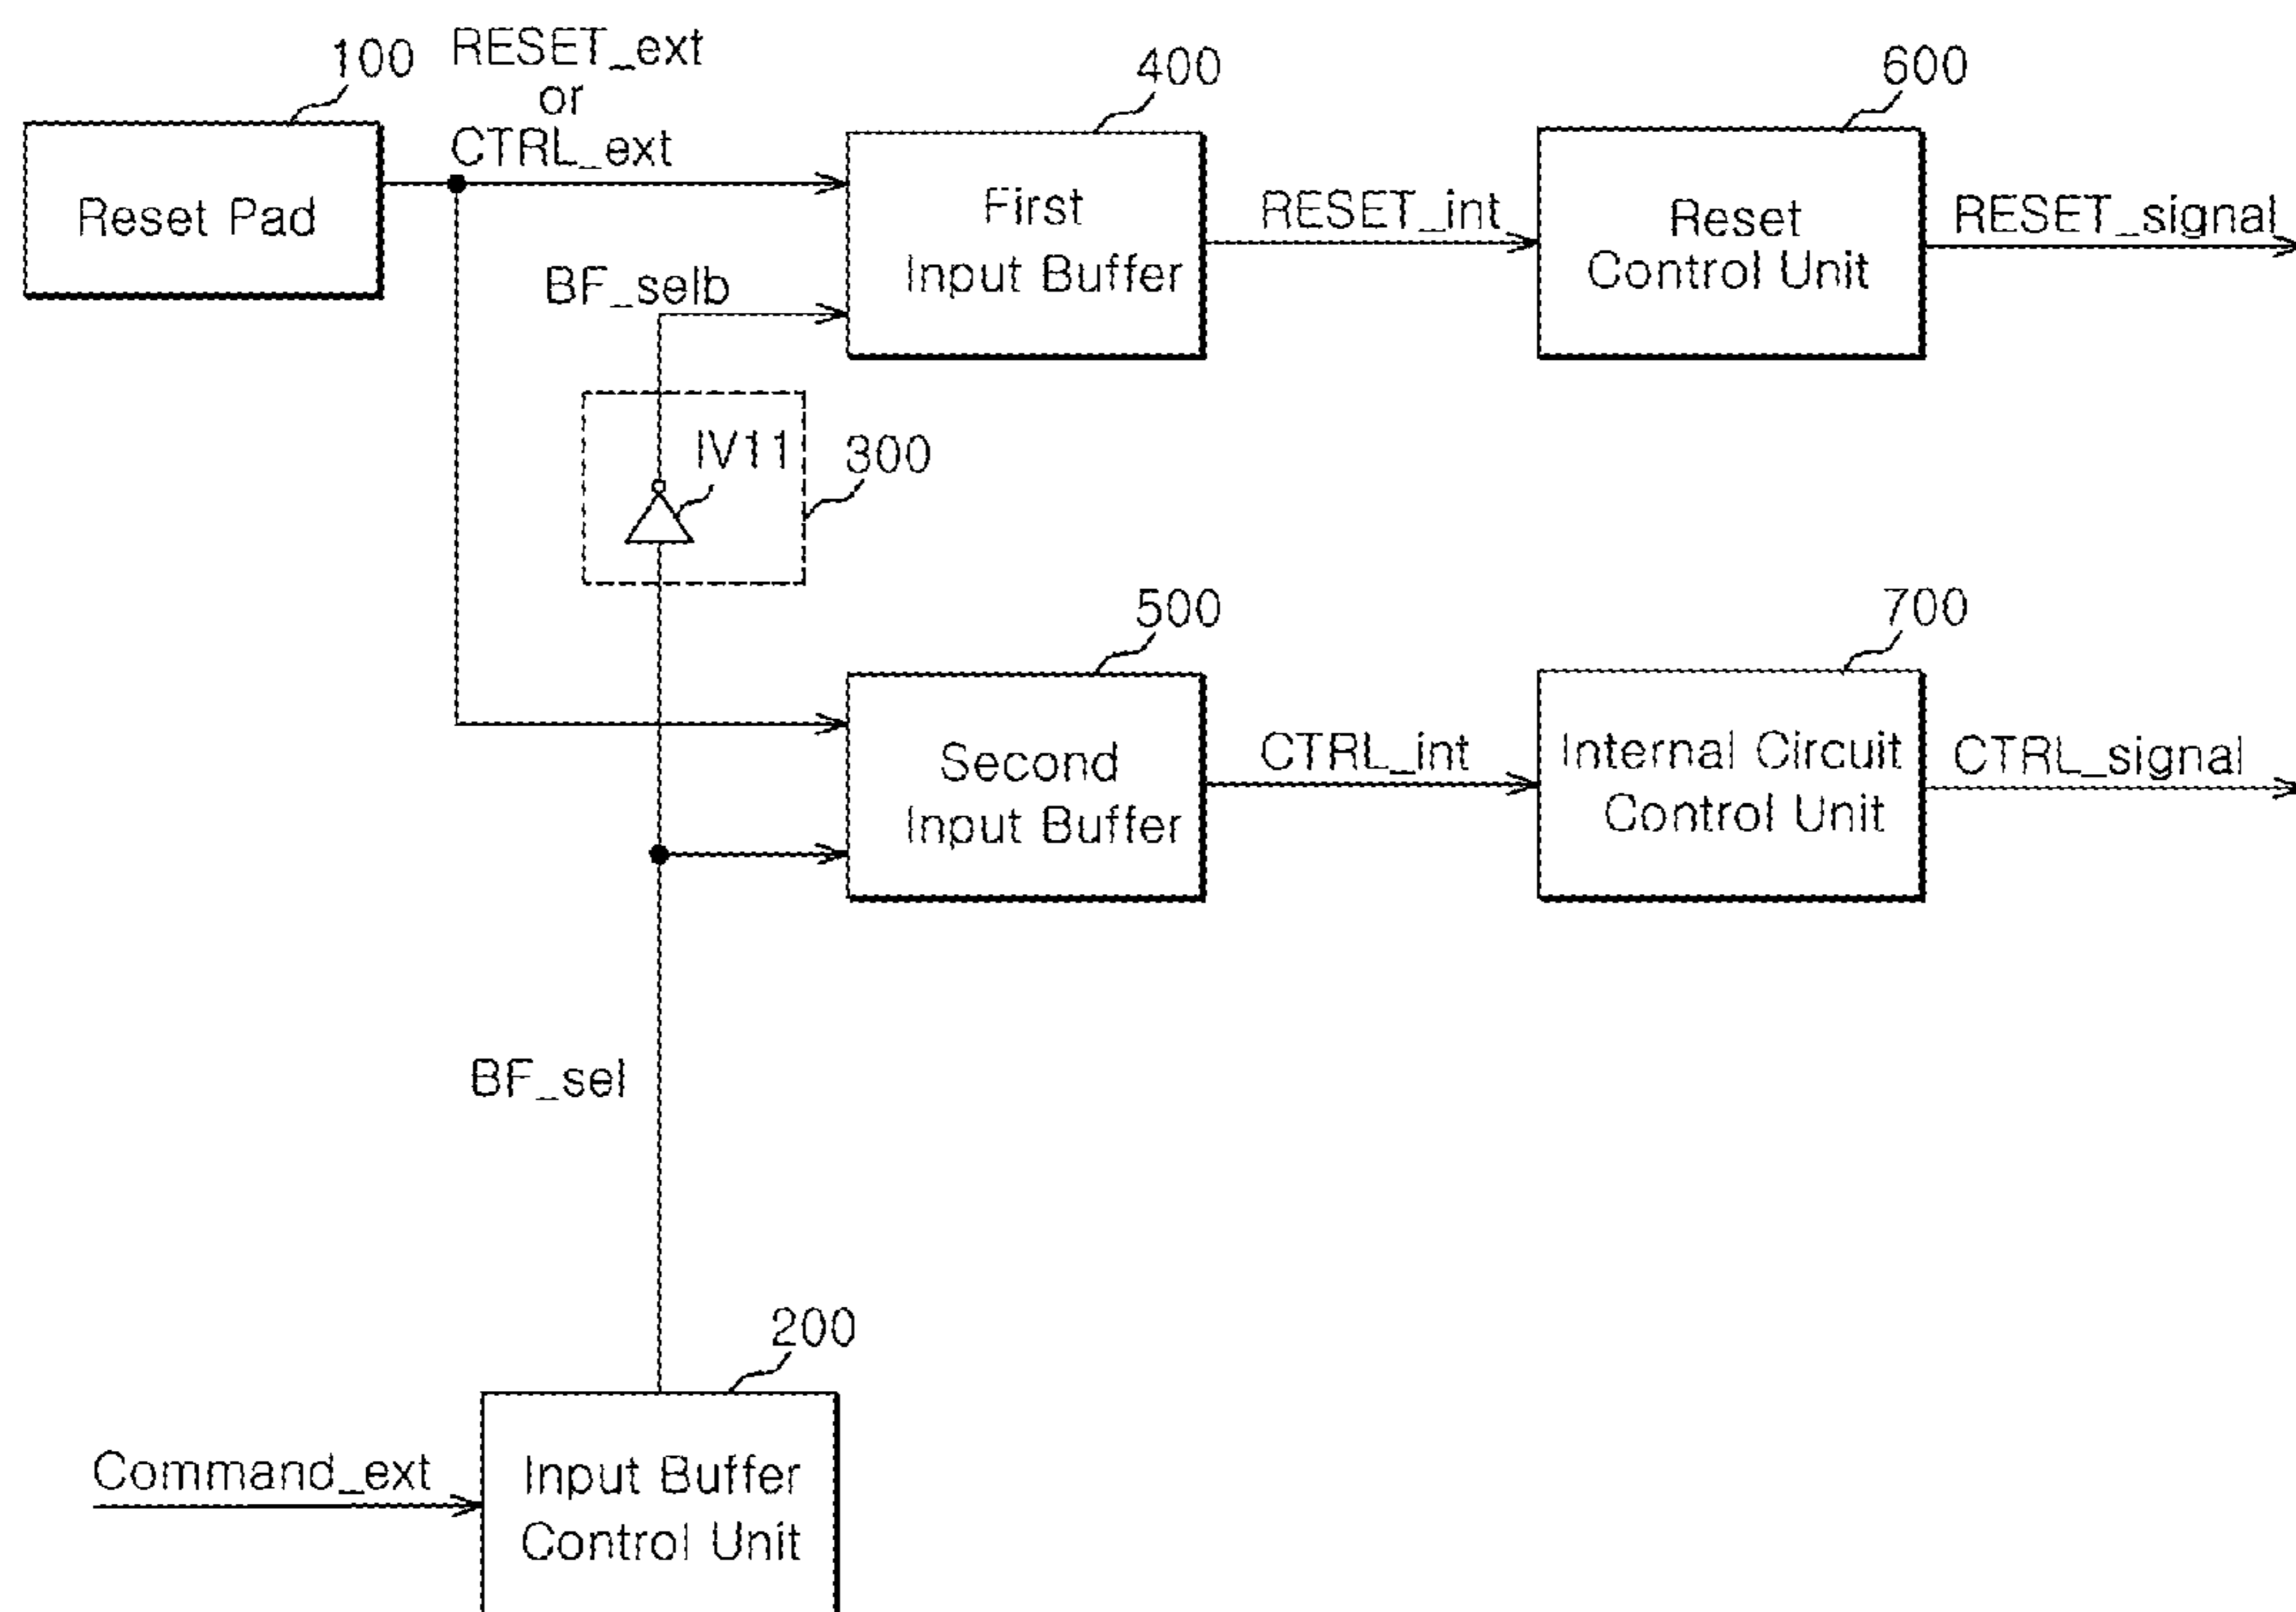 100
RESET_ext
or
CTRL_ext
400
600
Reset Pad
First
Input Buffer
RESET_int
Reset
Control Unit
RESET_signal
BF_selb
IV11
300
500
700
Second
Input Buffer
CTRL_int
Internal Circuit
Control Unit
CTRL_signal
BF_sel
200
Command_ext
Input Buffer
Control Unit